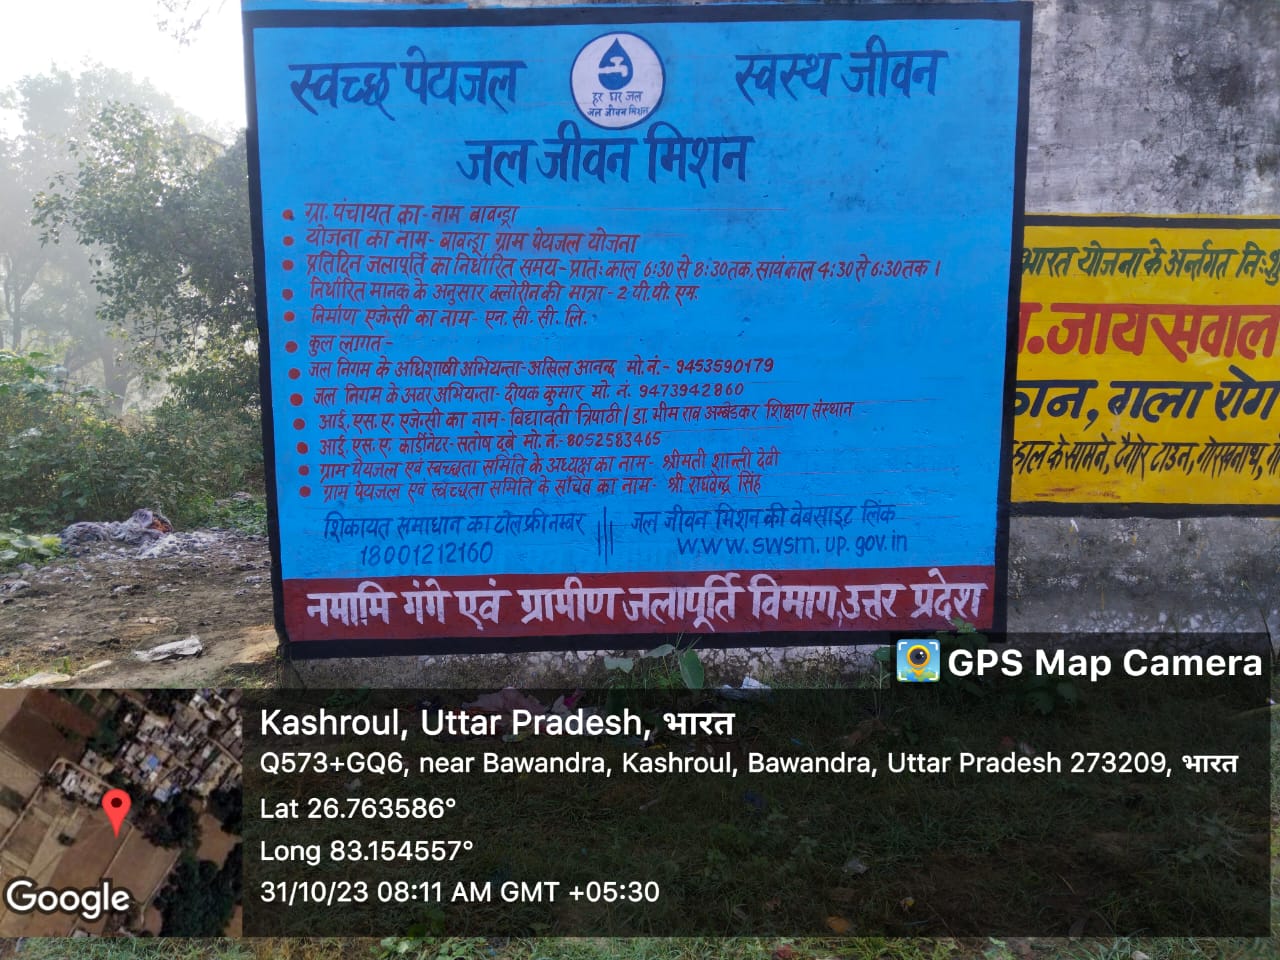 स्वच्छ पेयजल
हर घर जल
जल जीवन मिशन
स्वस्थ जीवन
जल जीवन मिशन
ग्रा. पंचायत का - नाम बावन्ड्रा
योजना का नाम - बावन्ड्रा ग्राम पेयजल योजना
प्रतिदिन जलापूर्ति का निर्धारित समय - प्रातः काल 6:30 से 8:30 तक, सायंकाल 4:30 से 6:30 तक।
निर्धारित मानक के अनुसार क्लोरीन की मात्रा - 2 पी.पी. एम.
निर्माण एजेन्सी का नाम - एन. सी. सी. लि.
कुल लागत -
जल निगम के अधिशाषी अभियन्ता - अखिल आनन्द मो. नं. - 9453590179
जल निगम के अवर अभियन्ता - दीपक कुमार मो. नं. 9473942860
आई. एस. ए. एजेन्सी का नाम - विद्यावती त्रिपाठी / डा. भीम राव अम्बेडकर शिक्षण संस्थान
आई. एस. ए. कार्डीनेटर - सतोष दूबे मो. नं. - 8052583465
ग्राम पेयजल एवं स्वच्छता समिति के अध्यक्ष का नाम - श्रीमती शान्ती देवी
ग्राम पेयजल एवं स्वच्छता समिति के सचिव का नाम - श्री राघवेन्द्र सिंह
शिकायत समाधान का टोल फ्री नम्बर
18001212160
जल जीवन मिशन की वेबसाइट लिंक
www.swsm.up.gov.in
नमामि गंगे एवं ग्रामीण जलापूर्ति विभाग, उत्तर प्रदेश
भारत योजना के अर्न्तगत
जायसवाल
गला रोग
के सामने, टैगोर टाउन, गोरखनाथ,
GPS Map Camera
Kashroul, Uttar Pradesh, भारत
Q573+GQ6, near Bawandra, Kashroul, Bawandra, Uttar Pradesh 273209, भारत
Lat 26.763586°
Long 83.154557°
31/10/23 08:11 AM GMT +05:30
Google